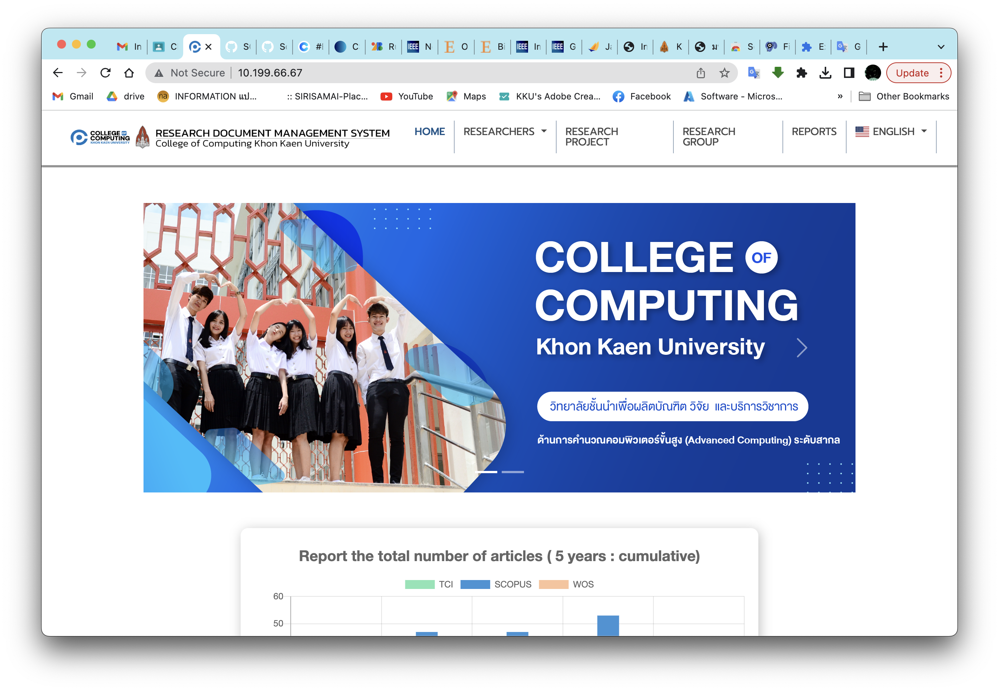 In
C
S
S
#I
C
R
N
O
Bi
In
G
Ja
In
K
ม
S
Fi
E
G
Not Secure
10.199.66.67
Update
Gmail
drive
กล
INFORMATION แป...
:: SIRISAMAI-Plac...
YouTube
Maps
KKU's Adobe Crea...
Facebook
Software - Micros...
»
Other Bookmarks
COLLEGE OF
COMPUTING
KHON KAEN UNIVERSITY
RESEARCH DOCUMENT MANAGEMENT SYSTEM
College of Computing Khon Kaen University
HOME
RESEARCHERS
RESEARCH
PROJECT
RESEARCH
GROUP
REPORTS
ENGLISH
COLLEGE OF
COMPUTING
Khon Kaen University
วิทยาลัยชั้นนำเพื่อผลิตบัณฑิต วิจัย และบริการวิชาการ
ด้านการคำนวณคอมพิวเตอร์ขั้นสูง (Advanced Computing) ระดับสากล
Report the total number of articles ( 5 years : cumulative)
TCI SCOPUS WOS
60
50